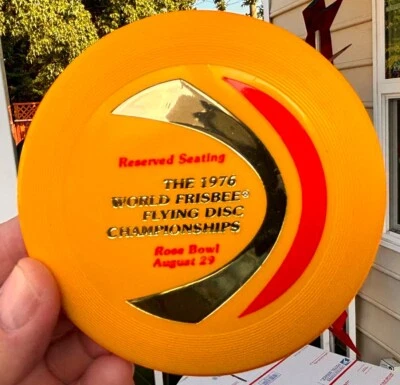 Reserved Seating
THE 1976
WORLD FRISBEE®
FLYING DISC
CHAMPIONSHIPS
Rose Bowl
August 29